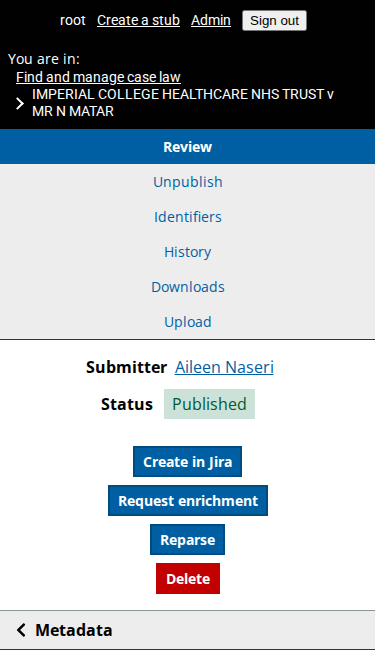 root Create a stub Admin Sign out
You are in:
Find and manage case law
IMPERIAL COLLEGE HEALTHCARE NHS TRUST v
MR N MATAR
Review
Unpublish
Identifiers
History
Downloads
Upload
Submitter Aileen Naseri
Status Published
Create in Jira
Request enrichment
Reparse
Delete
Metadata